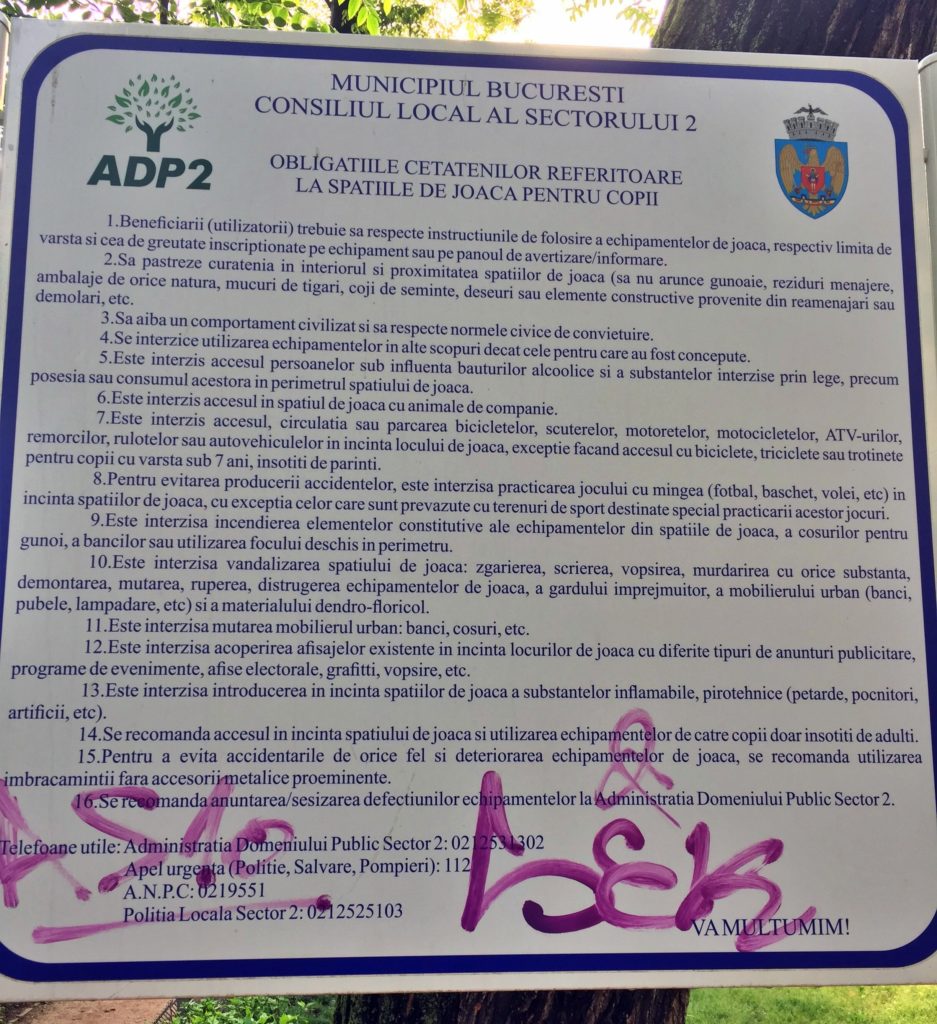 MUNICIPIUL BUCURESTI
CONSILIUL LOCAL AL SECTORULUI 2
ADP2
OBLIGATIILE CETATENILOR REFERITOARE
LA SPATIILE DE JOACA PENTRU COPII
1.Beneficiarii (utilizatorii) trebuie sa respecte instructiunile de folosire a echipamentelor de joaca, respectiv limita de
varsta si cea de greutate inscriptionate pe echipament sau pe panoul de avertizare/informare.
2.Sa pastreze curatenia in interiorul si proximitatea spatiilor de joaca (sa nu arunce gunoaie, reziduri menajere,
ambalaje de orice natura, mucuri de tigari, coji de seminte, deseuri sau elemente constructive provenite din reamenajari sau
demolari, etc.
3.Sa aiba un comportament civilizat si sa respecte normele civice de convietuire.
4.Se interzice utilizarea echipamentelor in alte scopuri decat cele pentru care au fost concepute.
5.Este interzis accesul persoanelor sub influenta bauturilor alcoolice si a substantelor interzise prin lege, precum
posesia sau consumul acestora in perimetrul spatiului de joaca.
6.Este interzis accesul in spatiul de joaca cu animale de companie.
7.Este interzis accesul, circulatia sau parcarea bicicletelor, scuterelor, motoretelor, motocicletelor, ATV-urilor,
remorcilor, rulotelor sau autovehiculelor in incinta locului de joaca, exceptie facand accesul cu biciclete, triciclete sau trotinete
pentru copii cu varsta sub 7 ani, insotiti de parinti.
8.Pentru evitarea producerii accidentelor, este interzisa practicarea jocului cu mingea (fotbal, baschet, volei, etc) in
incinta spatiilor de joaca, cu exceptia celor care sunt prevazute cu terenuri de sport destinate special practicarii acestor jocuri.
9.Este interzisa incendierea elementelor constitutive ale echipamentelor din spatiile de joaca, a cosurilor pentru
gunoi, a bancilor sau utilizarea focului deschis in perimetru.
10.Este interzisa vandalizarea spatiului de joaca: zgarierea, scrierea, vopsirea, murdarirea cu orice substanta,
demontarea, mutarea, ruperea, distrugerea echipamentelor de joaca, a gardului imprejmuitor, a mobilierului urban (banci,
pubele, lampadare, etc) si a materialului dendro-floricol.
11.Este interzisa mutarea mobilierul urban: banci, cosuri, etc.
12.Este interzisa acoperirea afisajelor existente in incinta locurilor de joaca cu diferite tipuri de anunturi publicitare,
programe de evenimente, afise electorale, grafitti, vopsire, etc.
13.Este interzisa introducerea in incinta spatiilor de joaca a substantelor inflamabile, pirotehnice (petarde, pocnitori,
artificii, etc).
14.Se recomanda accesul in incinta spatiului de joaca si utilizarea echipamentelor de catre copii doar insotiti de adulti.
15.Pentru a evita accidentarile de orice fel si deteriorarea echipamentelor de joaca, se recomanda utilizarea
imbracamintii fara accesorii metalice proeminente.
16.Se recomanda anuntarea/sesizarea defectiunilor echipamentelor la Administratia Domeniului Public Sector 2.
Telefoane utile: Administratia Domeniului Public Sector 2: 0212531302
Apel urgenta (Politie, Salvare, Pompieri): 112
A.N.P.C: 0219551
Politia Locala Sector 2: 0212525103
VA MULTUMIM!